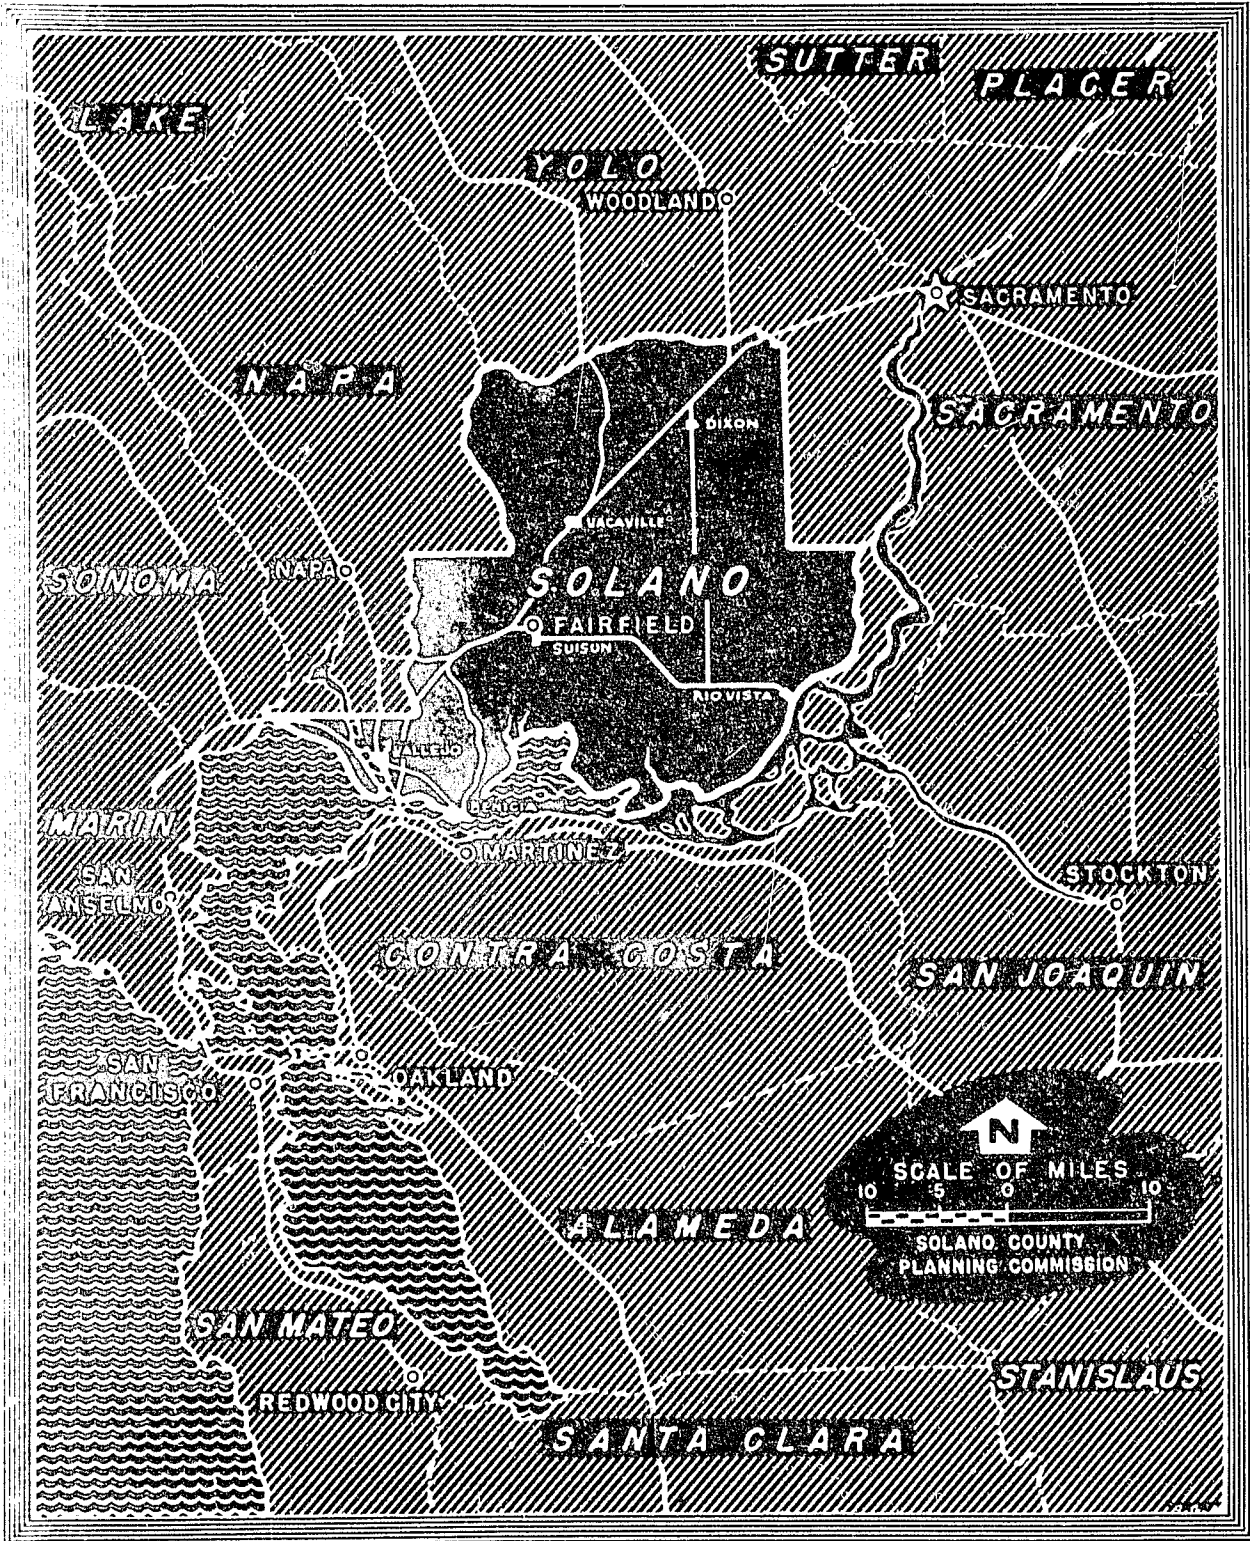 SUTTER
PLACER
LAKE
YOLO
WOODLAND
SACRAMENTO
NAPA
SACRAMENTO
DIXON
VACAVILLE
SONOMA
NAPA
SOLANO
FAIRFIELD
SUISUN
RIO VISTA
VALLEJO
BENICIA
MARIN
MARTINEZ
SAN
ANSELMO
STOCKTON
CONTRA COSTA
SAN JOAQUIN
SAN
FRANCISCO
OAKLAND
N
SCALE OF MILES
10 5 0 10
ALAMEDA
SOLANO COUNTY
PLANNING COMMISSION
SAN MATEO
STANISLAUS
REDWOOD CITY
SANTA CLARA